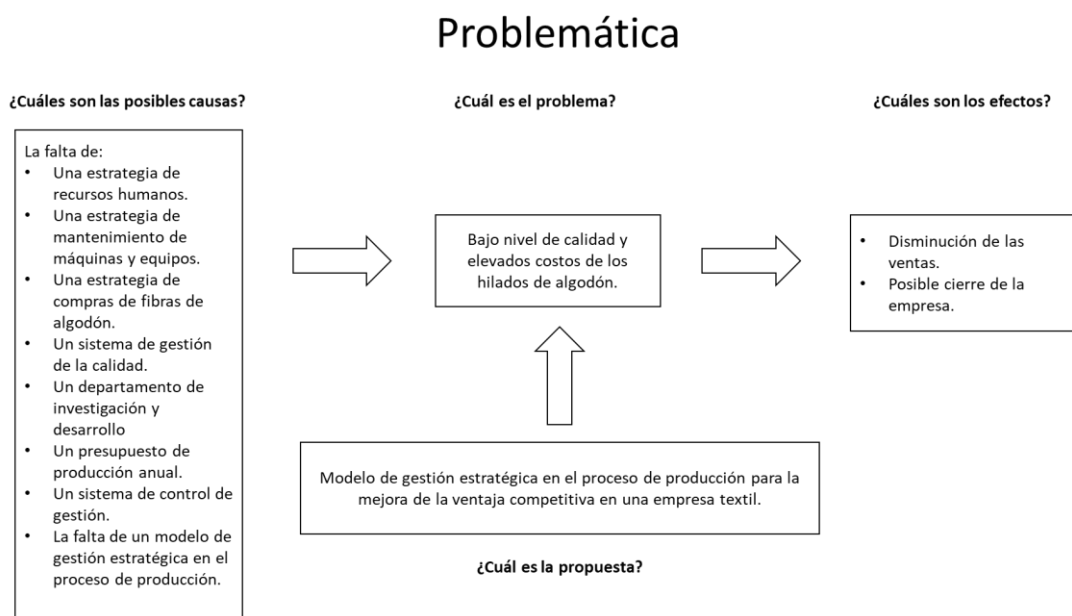 Problemática
¿Cuáles son las posibles causas?
La falta de:
• Una estrategia de
recursos humanos.
• Una estrategia de
mantenimiento de
máquinas y equipos.
• Una estrategia de
compras de fibras de
algodón.
• Un sistema de gestión
de la calidad.
• Un departamento de
investigación y
desarrollo
• Un presupuesto de
producción anual.
• Un sistema de control de
gestión.
• La falta de un modelo de
gestión estratégica en el
proceso de producción.
¿Cuál es el problema?
Bajo nivel de calidad y
elevados costos de los
hilados de algodón.
¿Cuáles son los efectos?
• Disminución de las
ventas.
• Posible cierre de la
empresa.
Modelo de gestión estratégica en el proceso de producción para la
mejora de la ventaja competitiva en una empresa textil.
¿Cuál es la propuesta?